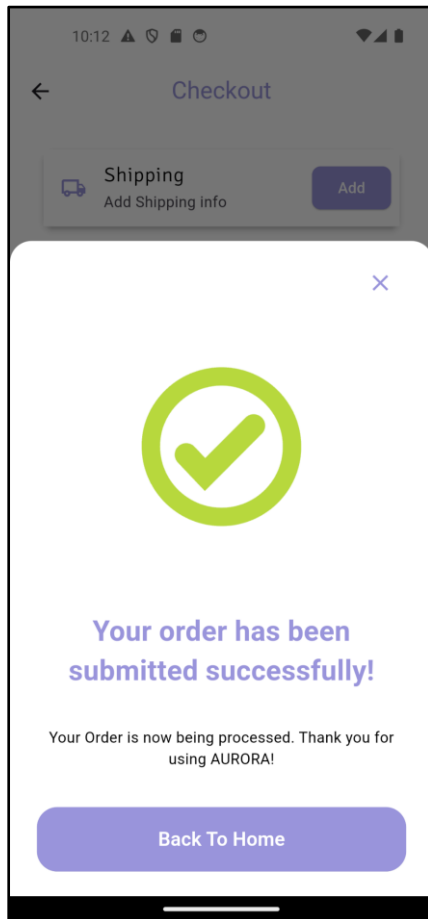 10:12
Checkout
Shipping
Add Shipping info
Add
Your order has been
submitted successfully!
Your Order is now being processed. Thank you for
using AURORA!
Back To Home